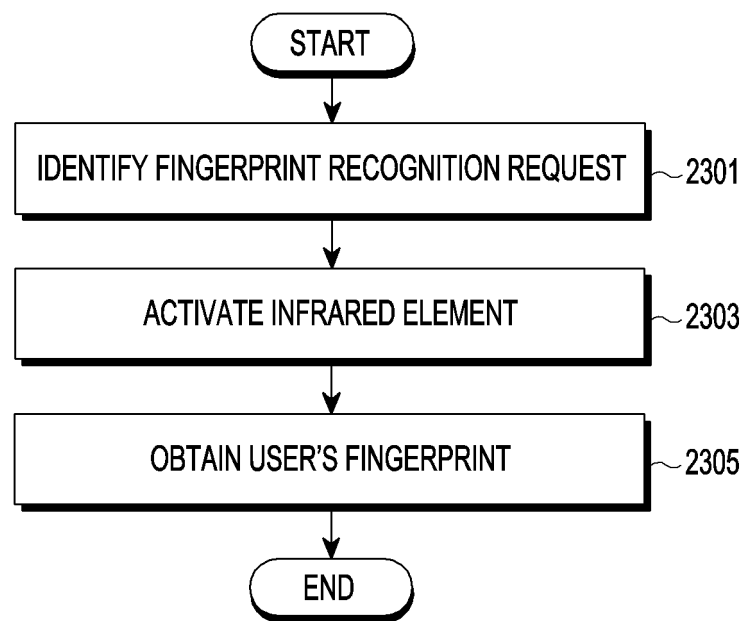 START
IDENTIFY FINGERPRINT RECOGNITION REQUEST
2301
ACTIVATE INFRARED ELEMENT
2303
OBTAIN USER'S FINGERPRINT
2305
END